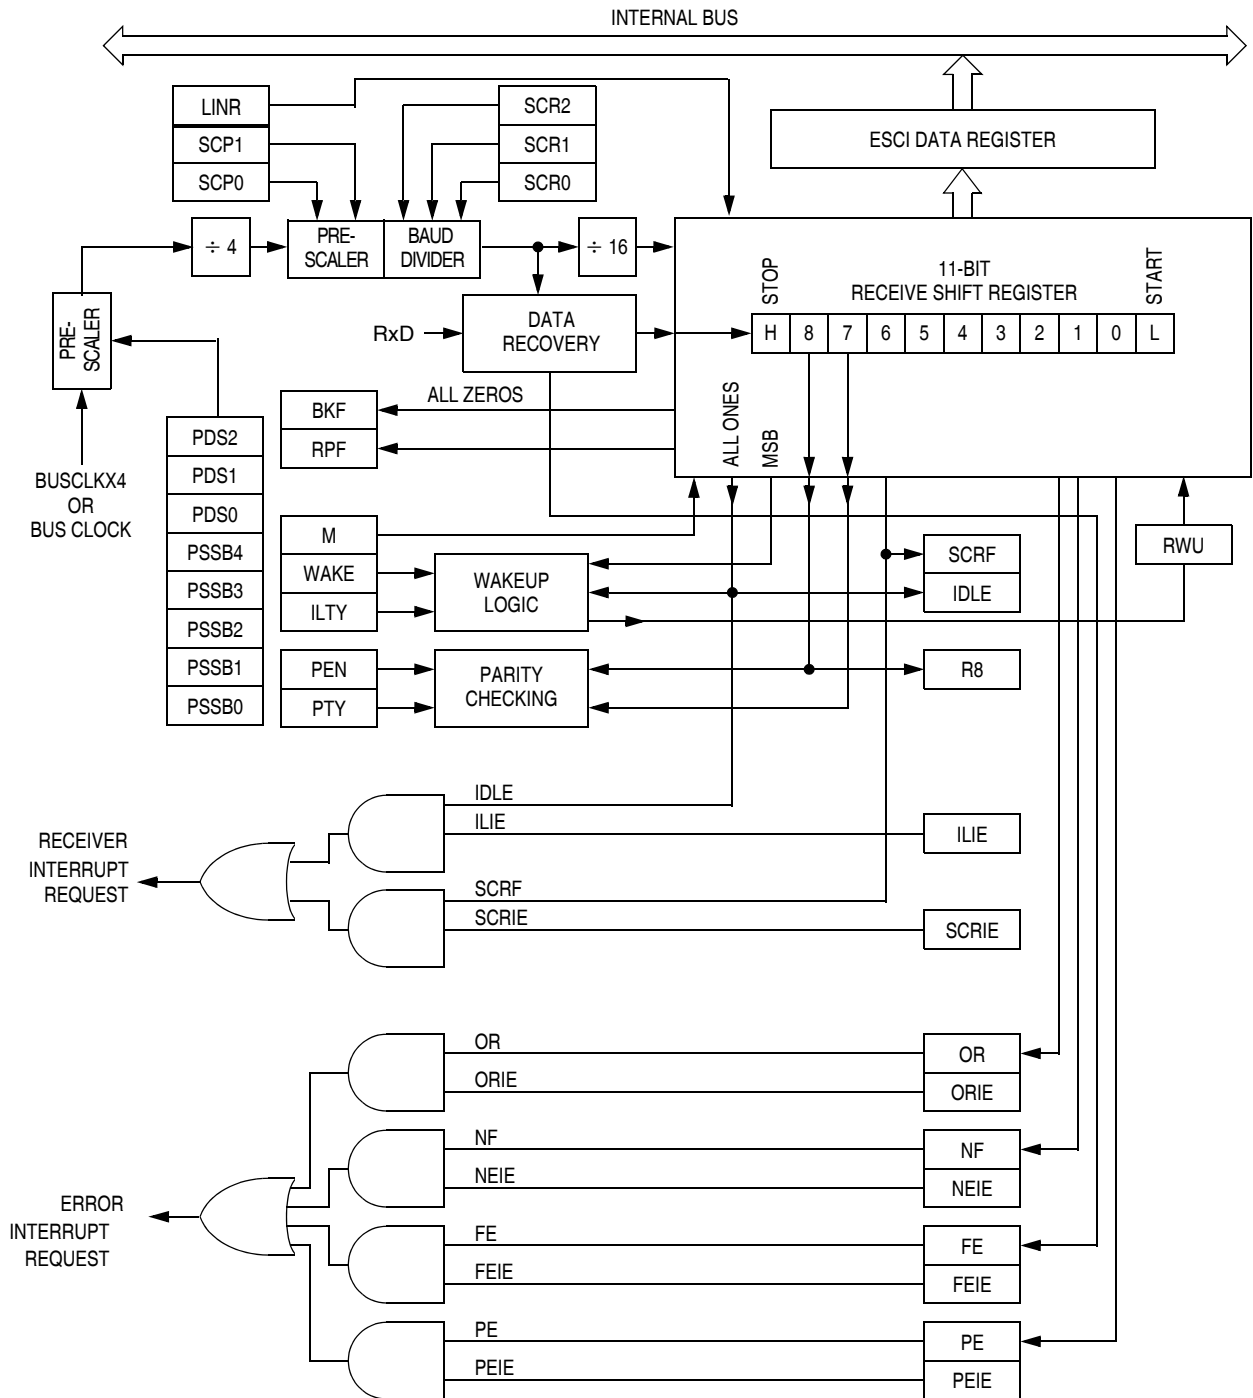 INTERNAL BUS
LINR
SCP1
SCP0
SCR2
SCR1
SCR0
ESCI DATA REGISTER
÷ 4
PRE-
SCALER
BAUD
DIVIDER
÷ 16
PRE-
SCALER
RxD
DATA
RECOVERY
STOP
11-BIT
RECEIVE SHIFT REGISTER
START
H 8 7 6 5 4 3 2 1 0 L
ALL ZEROS
BKF
RPF
ALL ONES
MSB
BUSCLKX4
OR
BUS CLOCK
PDS2
PDS1
PDS0
PSSB4
PSSB3
PSSB2
PSSB1
PSSB0
M
WAKE
ILTY
WAKEUP
LOGIC
SCRF
IDLE
RWU
PEN
PTY
PARITY
CHECKING
R8
RECEIVER
INTERRUPT
REQUEST
IDLE
ILIE
ILIE
SCRF
SCRIE
SCRIE
ERROR
INTERRUPT
REQUEST
OR
ORIE
OR
ORIE
NF
NEIE
NF
NEIE
FE
FEIE
FE
FEIE
PE
PEIE
PE
PEIE